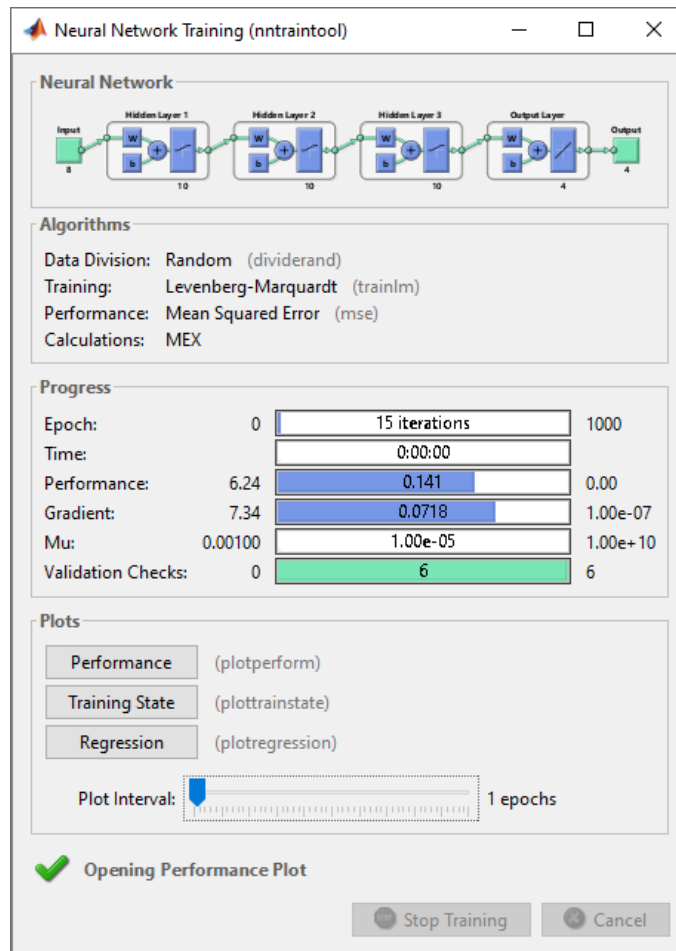 Neural Network Training (nntraintool)
Neural Network
Hidden Layer 1 Hidden Layer 2 Hidden Layer 3 Output Layer
Input Output
W W W W
+ + + +
b b b b
8 4
10 10 10 4
Algorithms
Data Division: Random (dividerand)
Training: Levenberg-Marquardt (trainlm)
Performance: Mean Squared Error (mse)
Calculations: MEX
Progress
Epoch: 0 15 iterations 1000
Time: 0:00:00
Performance: 6.24 0.141 0.00
Gradient: 7.34 0.0718 1.00e-07
Mu: 0.00100 1.00e-05 1.00e+10
Validation Checks: 0 6 6
Plots
Performance (plotperform)
Training State (plottrainstate)
Regression (plotregression)
Plot Interval: 1 epochs
Opening Performance Plot
Stop Training Cancel